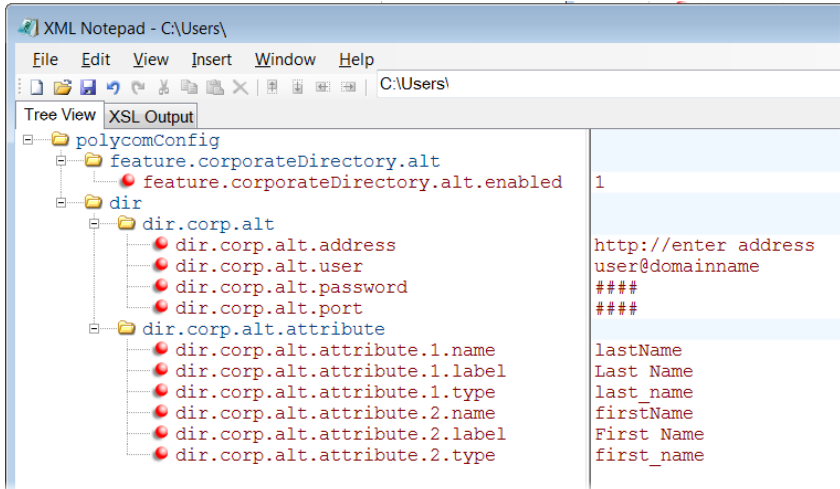 XML Notepad - C:\Users\
File Edit View Insert Window Help
C:\Users\
Tree View XSL Output
polycomConfig
feature.corporateDirectory.alt
feature.corporateDirectory.alt.enabled 1
dir
dir.corp.alt
dir.corp.alt.address http://enter address
dir.corp.alt.user user@domainname
dir.corp.alt.password ####
dir.corp.alt.port ####
dir.corp.alt.attribute
dir.corp.alt.attribute.1.name lastName
dir.corp.alt.attribute.1.label Last Name
dir.corp.alt.attribute.1.type last_name
dir.corp.alt.attribute.2.name firstName
dir.corp.alt.attribute.2.label First Name
dir.corp.alt.attribute.2.type first_name